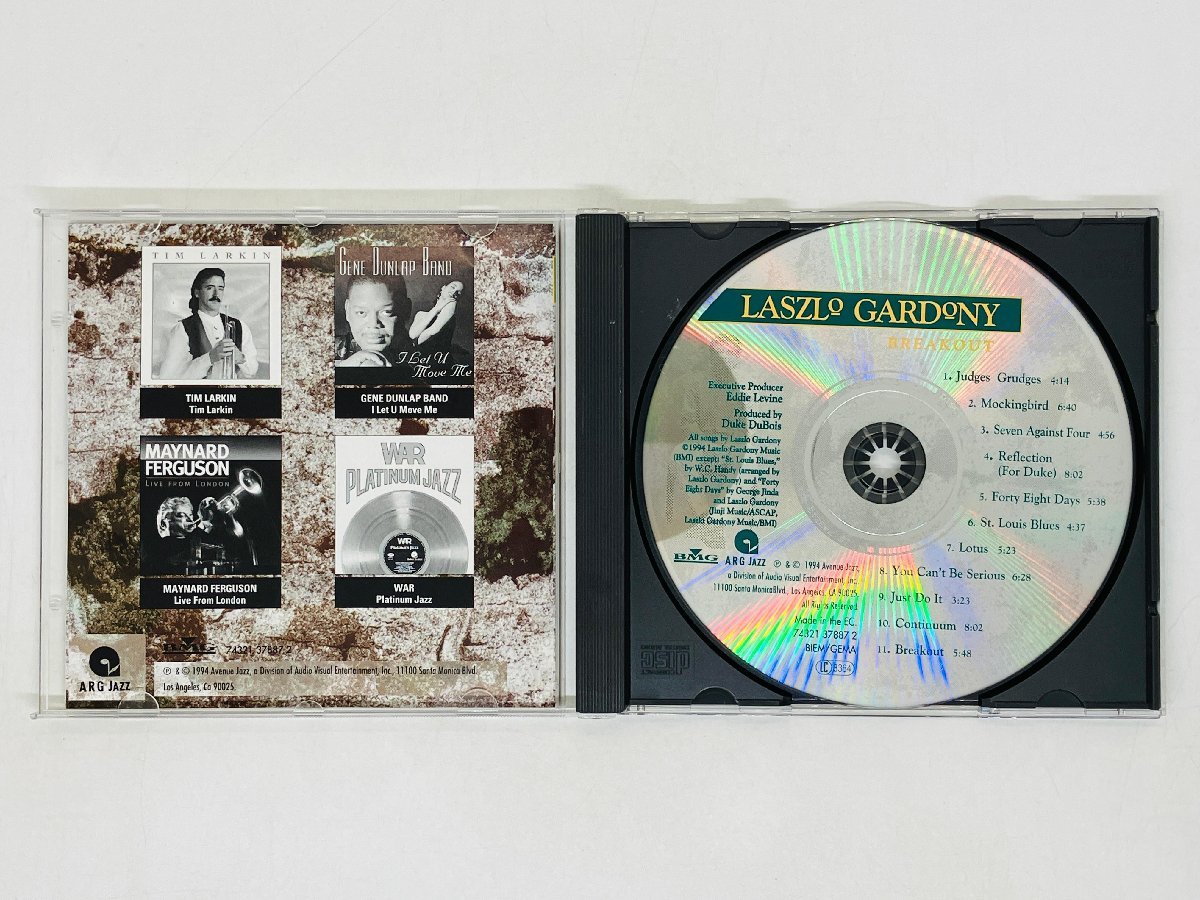 TIM LARKIN
TIM LARKIN
Tim Larkin
GENE DUNLAP BAND
I Let U
Move Me
GENE DUNLAP BAND
I Let U Move Me
MAYNARD
FERGUSON
LIVE FROM LONDON
MAYNARD FERGUSON
Live From London
WAR
PLATINUM JAZZ
WAR
PLATINUM JAZZ
WAR
Platinum Jazz
ARG JAZZ
BMG 74321 37887 2
℗ & © 1994 Avenue Jazz, a Division of Audio Visual Entertainment, Inc., 11100 Santa Monica Blvd.
Los Angeles, Ca 90025.
LASZLO GARDONY
BREAKOUT
Executive Producer
Eddie Levine
Produced by
Duke DuBois
All songs by Laszlo Gardony
©1994 Laszlo Gardony Music
(BMI) except: "St. Louis Blues,"
by W.C. Handy (arranged by
Laszlo Gardony) and "Forty
Eight Days" by George Jinda
and Laszlo Gardony
(Jinji Music/ASCAP,
Laszlo Gardony Music/BMI)
1. Judges Grudges 4:14
2. Mockingbird 6:40
3. Seven Against Four 4:56
4. Reflection
(For Duke) 8:02
5. Forty Eight Days 5:38
6. St. Louis Blues 4:37
7. Lotus 5:23
8. You Can't Be Serious 6:28
9. Just Do It 3:23
10. Continuum 8:02
11. Breakout 5:48
BMG
ARG JAZZ ℗ & © 1994 Avenue Jazz,
a Division of Audio Visual Entertainment, Inc.
11100 Santa Monica Blvd., Los Angeles, CA 90025.
All Rights Reserved.
Made in the EC.
74321 37887 2
BIEM/GEMA
LC 8354
disc